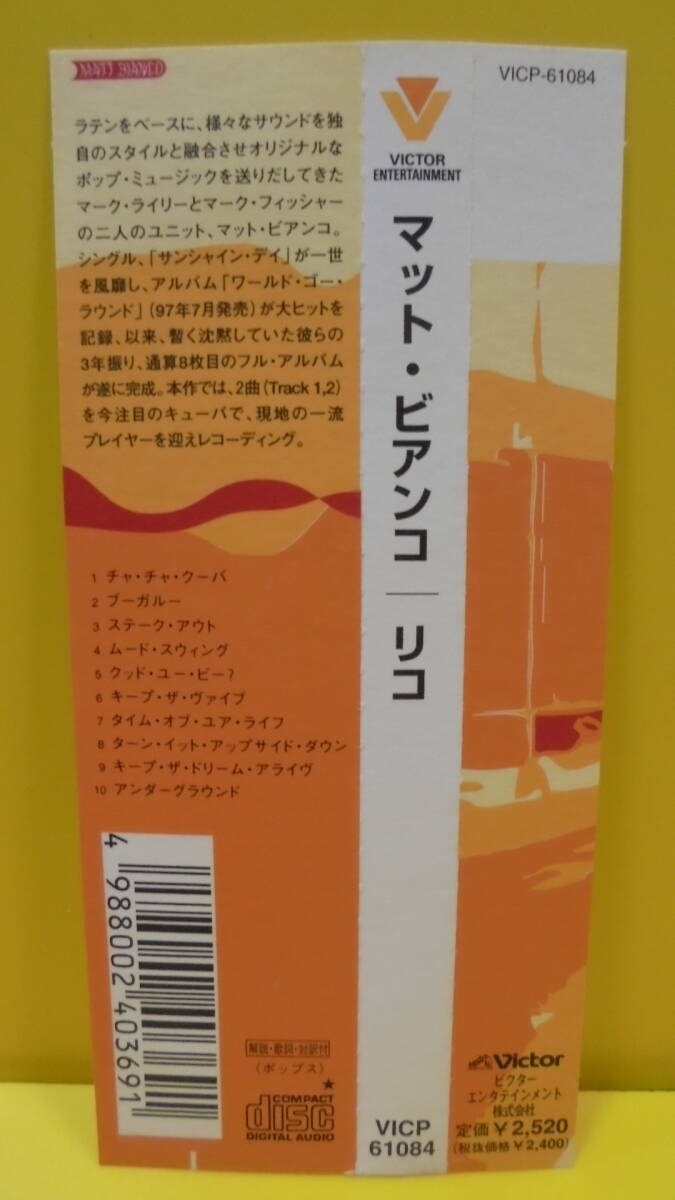 MATT BIANCO
ラテンをベースに、様々なサウンドを独
自のスタイルと融合させオリジナルな
ポップ・ミュージックを送りだしてきた
マーク・ライリーとマーク・フィッシャー
の二人のユニット、マット・ビアンコ。
シングル、「サンシャイン・デイ」が一世
を風靡し、アルバム「ワールド・ゴー・
ラウンド」(97年7月発売)が大ヒットを
記録、以来、暫く沈黙していた彼らの
3年振り、通算8枚目のフル・アルバム
が遂に完成。本作では、2曲(Track 1,2)
を今注目のキューバで、現地の一流
プレイヤーを迎えレコーディング。
1 チャ・チャ・クーバ
2 ブーガルー
3 ステーク・アウト
4 ムード・スウィング
5 クッド・ユー・ビー?
6 キープ・ザ・ヴァイブ
7 タイム・オブ・ユア・ライフ
8 ターン・イット・アップサイド・ダウン
9 キープ・ザ・ドリーム・アライヴ
10 アンダーグラウンド
4 988002 403691
解説・歌詞・対訳付
(ポップス)
★
COMPACT
disc
DIGITAL AUDIO
VICTOR
ENTERTAINMENT
マット・ビアンコ | リコ
VICP
61084
VICP-61084
Victor
ビクター
エンタテインメント
株式会社
定価¥2,520
(税抜価格¥2,400)